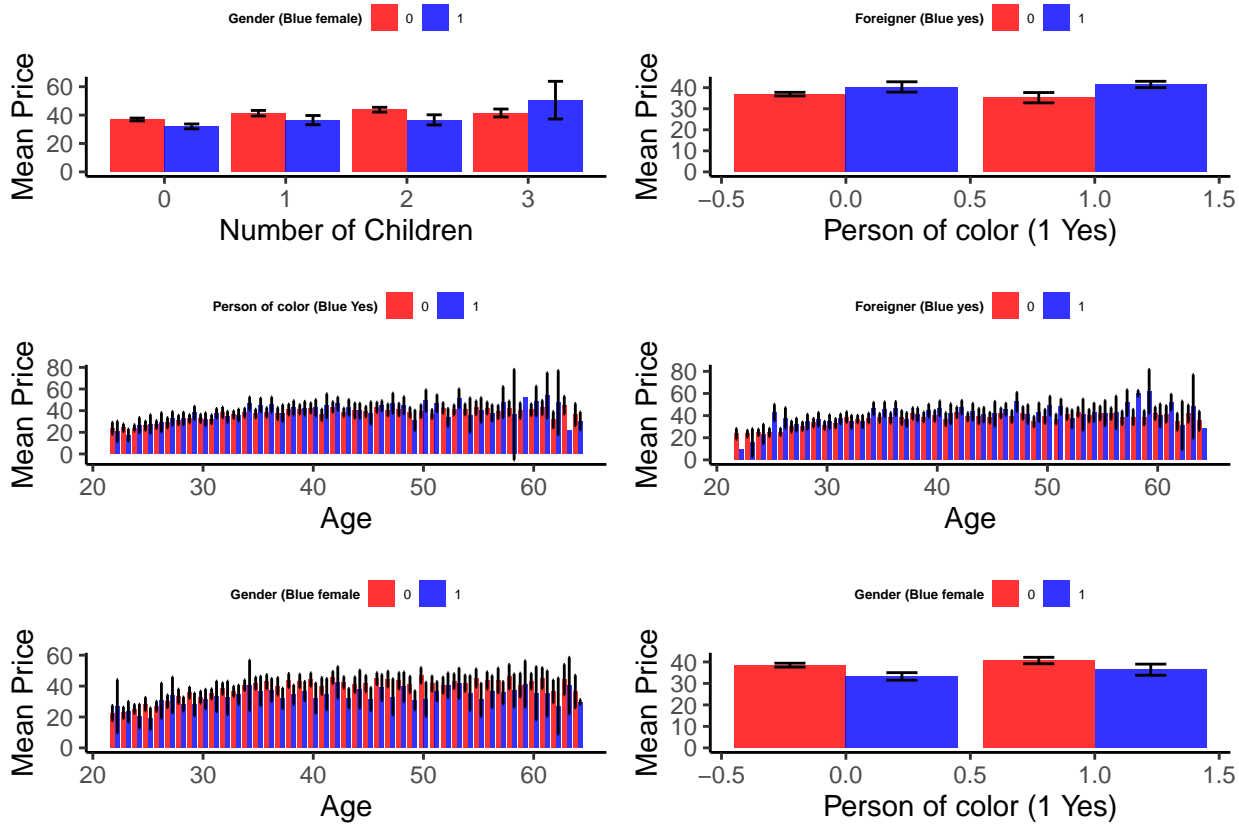 Gender (Blue female) 0 1
Mean Price
60
40
20
0
0 1 2 3
Number of Children
Foreigner (Blue yes) 0 1
Mean Price
40
30
20
10
0
−0.5 0.0 0.5 1.0 1.5
Person of color (1 Yes)
Person of color (Blue Yes) 0 1
Mean Price
80
60
40
20
0
20 30 40 50 60
Age
Foreigner (Blue yes) 0 1
Mean Price
80
60
40
20
0
20 30 40 50 60
Age
Gender (Blue female 0 1
Mean Price
60
40
20
0
20 30 40 50 60
Age
Gender (Blue female 0 1
Mean Price
40
30
20
10
0
−0.5 0.0 0.5 1.0 1.5
Person of color (1 Yes)